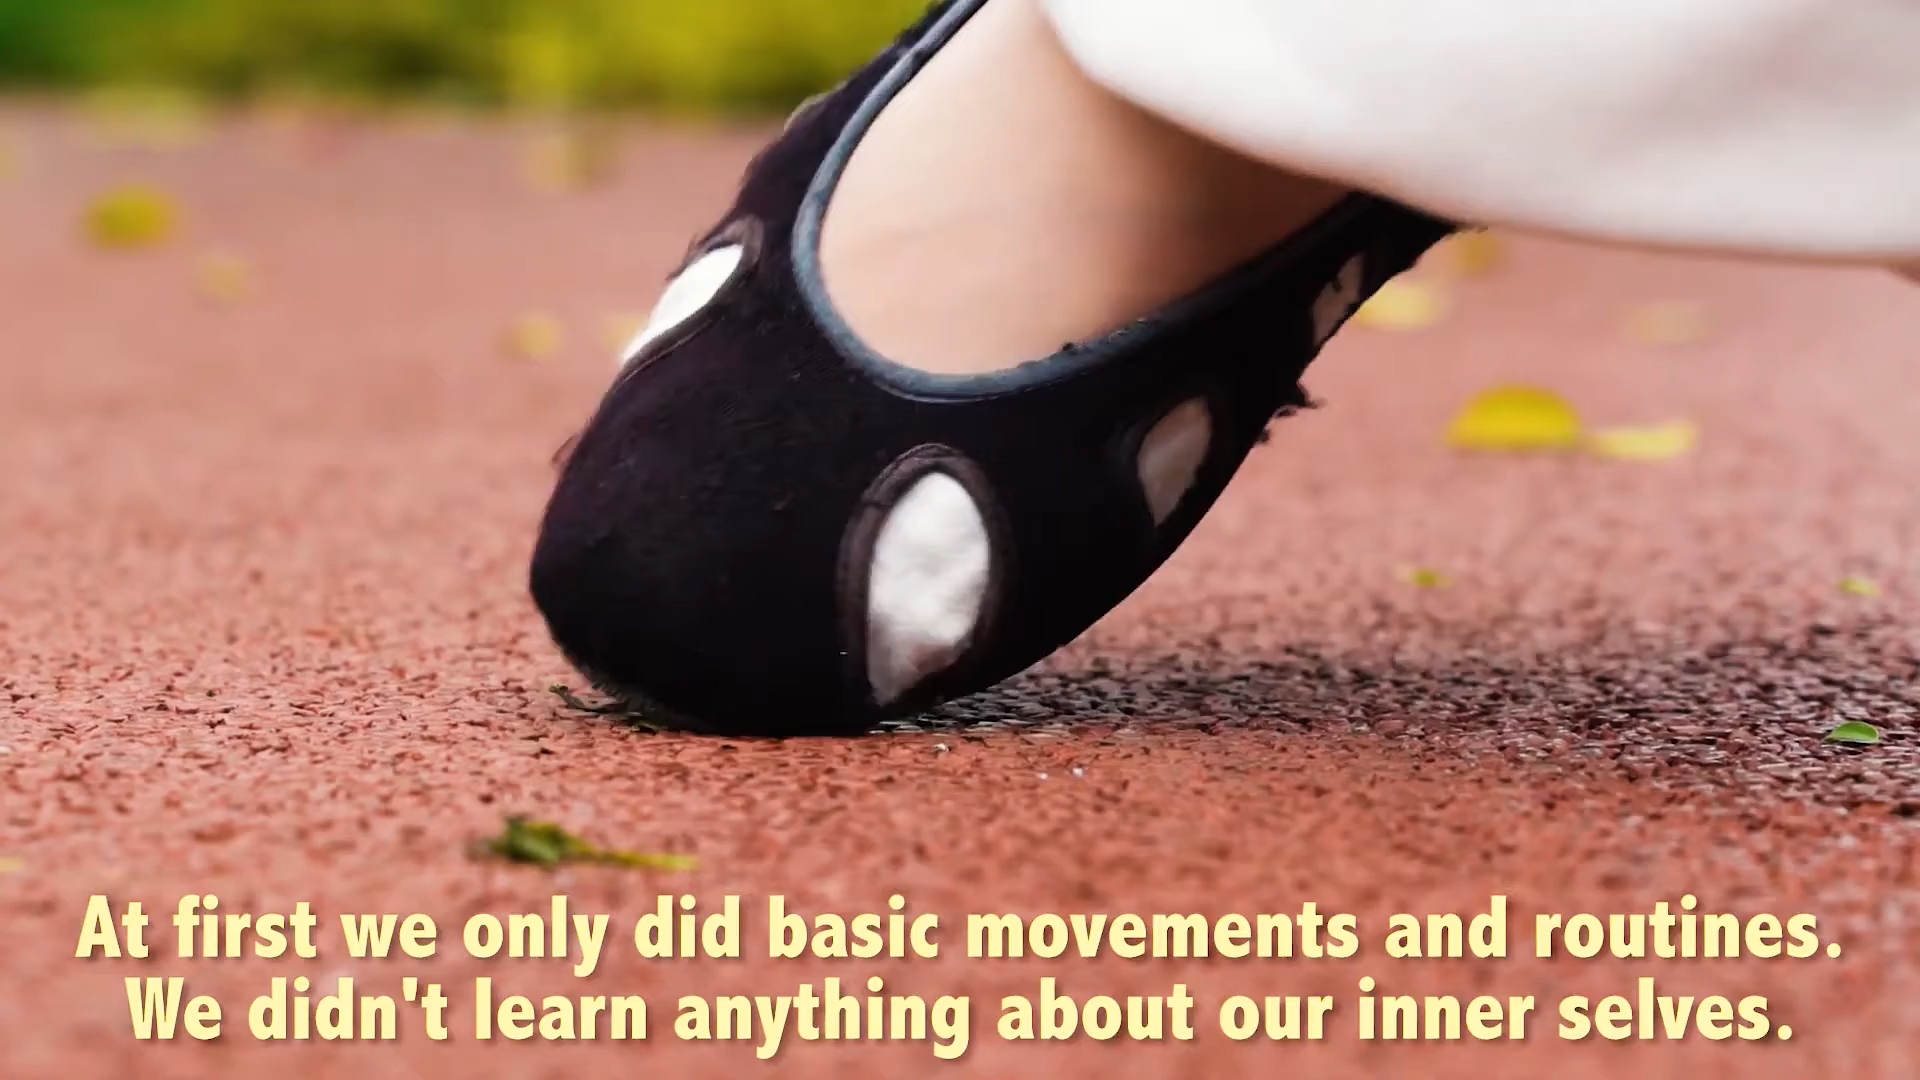 At first we only did basic movements and routines.
We didn't learn anything about our inner selves.